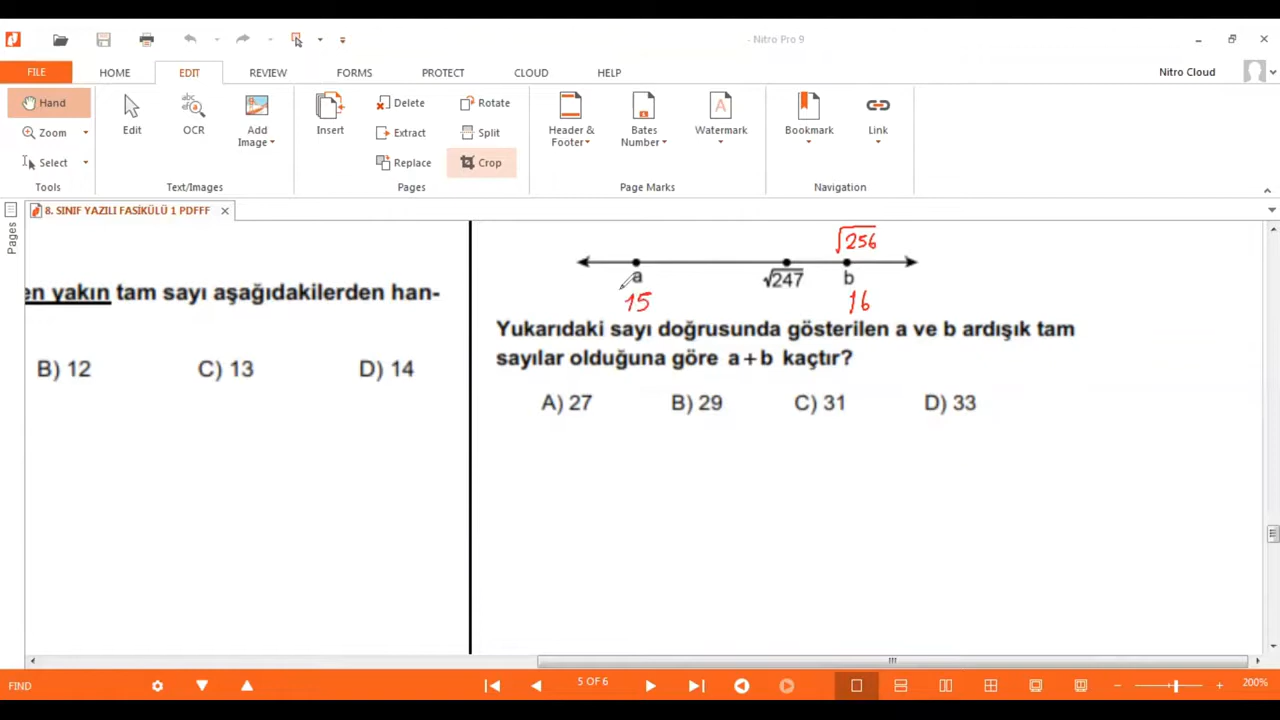 - Nitro Pro 9
FILE
HOME
EDIT
REVIEW
FORMS
PROTECT
CLOUD
HELP
Nitro Cloud
Hand
Zoom
Select
Tools
Edit
OCR
Add Image
Text/Images
Insert
Delete
Extract
Replace
Rotate
Split
Crop
Pages
Header & Footer
Bates Number
Watermark
Page Marks
Bookmark
Link
Navigation
8. SINIF YAZILI FASİKÜLÜ 1 PDFFF
Pages
en yakın tam sayı aşağıdakilerden han-
B) 12 C) 13 D) 14
√256
a √247 b
15 16
Yukarıdaki sayı doğrusunda gösterilen a ve b ardışık tam
sayılar olduğuna göre a + b kaçtır?
A) 27 B) 29 C) 31 D) 33
FIND
5 OF 6
200%